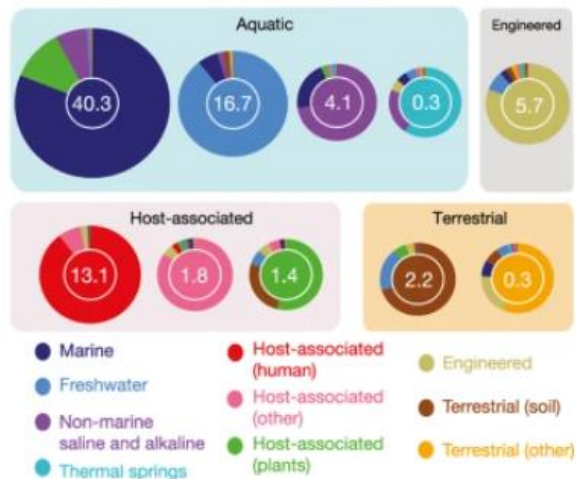 Aquatic
Engineered
40.3
16.7
4.1
0.3
5.7
Host-associated
Terrestrial
13.1
1.8
1.4
2.2
0.3
Marine
Freshwater
Non-marine
saline and alkaline
Thermal springs
Host-associated
(human)
Host-associated
(other)
Host-associated
(plants)
Engineered
Terrestrial (soil)
Terrestrial (other)